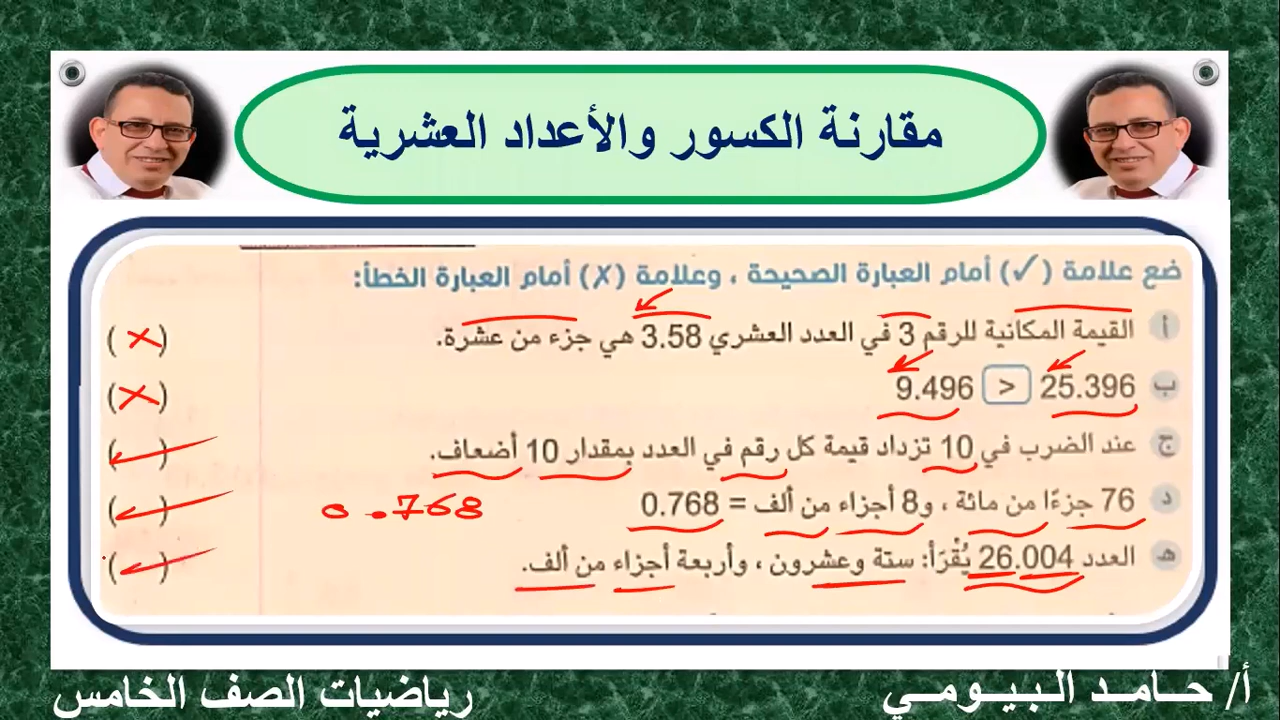 مقارنة الكسور والأعداد العشرية
ضع علامة (✓) أمام العبارة الصحيحة ، وعلامة (✗) أمام العبارة الخطأ:
أ القيمة المكانية للرقم 3 في العدد العشري 3.58 هي جزء من عشرة. (✗)
ب 25.396 < 9.496 (✗)
ج عند الضرب في 10 تزداد قيمة كل رقم في العدد بمقدار 10 أضعاف. (✓)
د 76 جزءًا من مائة ، و8 أجزاء من ألف = 0.768 0.768 (✓)
هـ العدد 26.004 يُقْرَأ: ستة وعشرون ، وأربعة أجزاء من ألف. (✓)
أ/ حـامـد الـبـيـومـي
رياضيات الصف الخامس